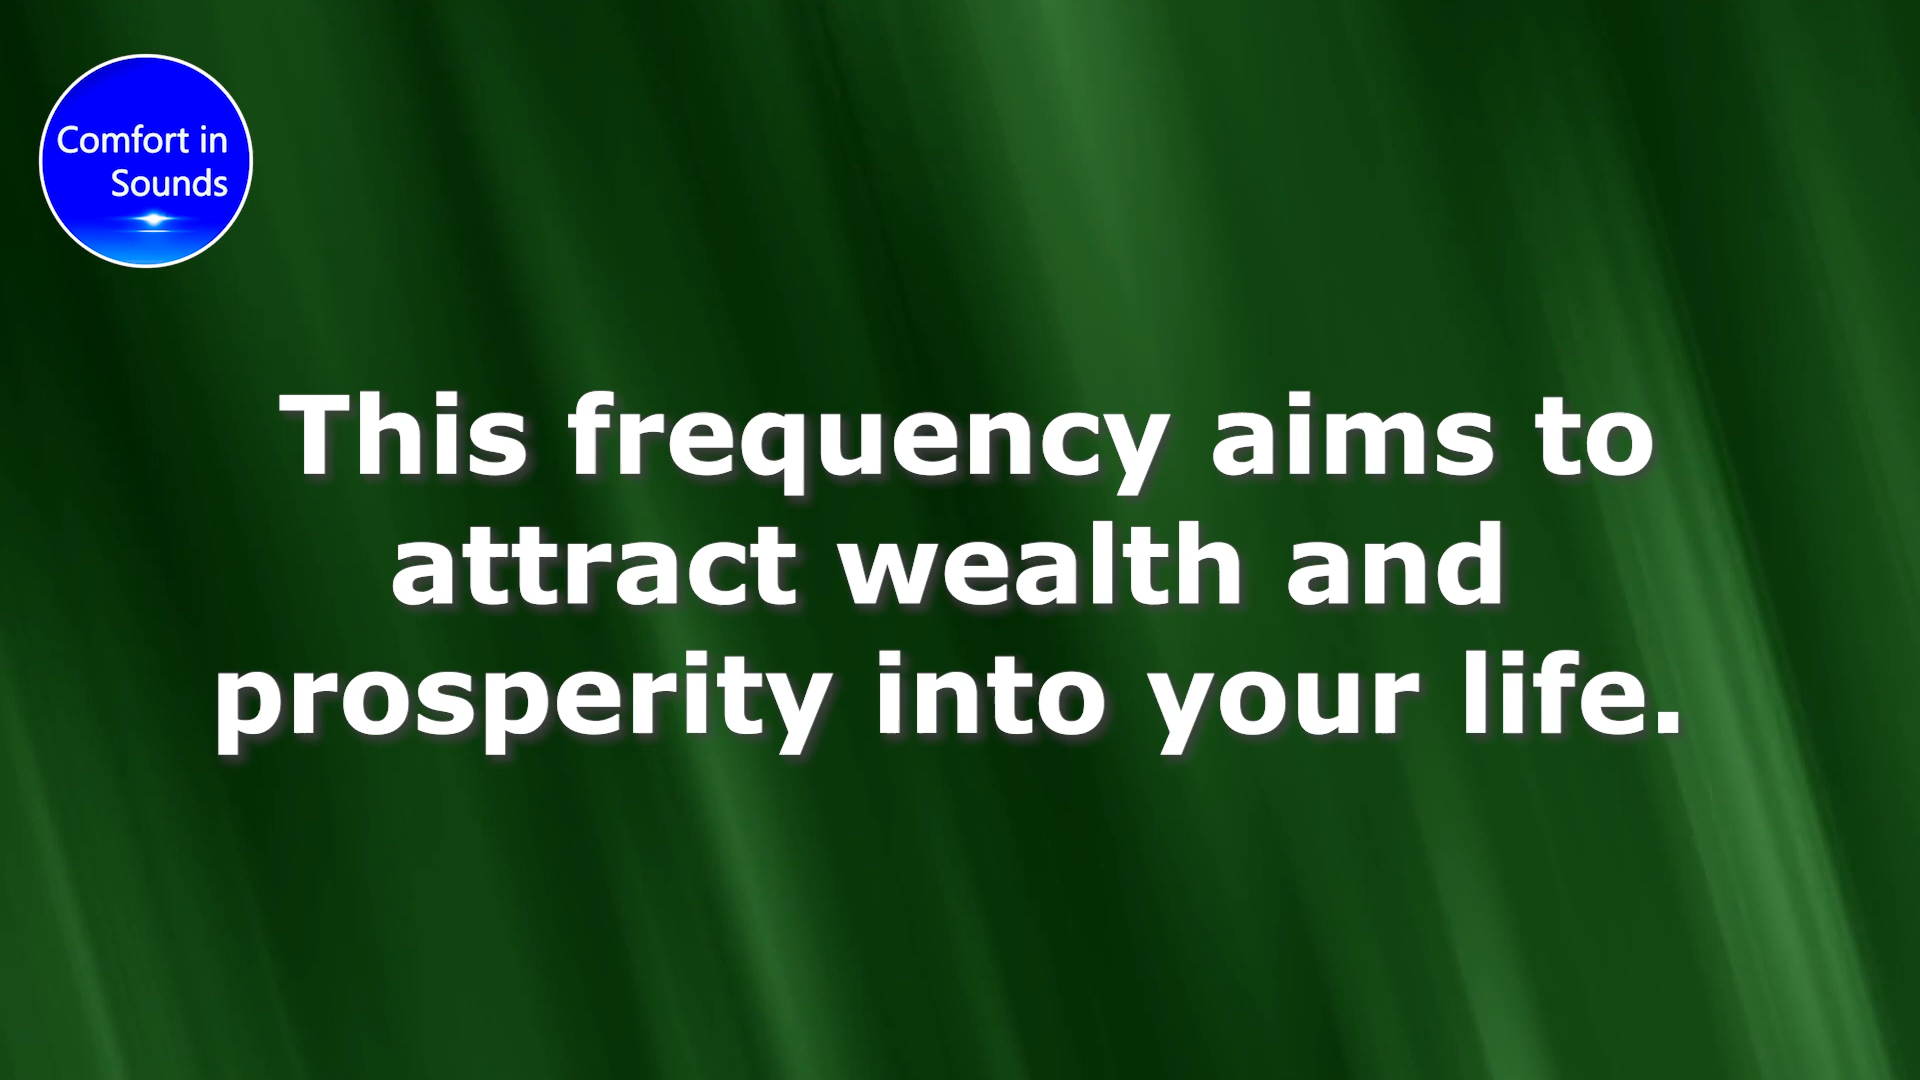 Comfort in
Sounds
This frequency aims to
attract wealth and
prosperity into your life.